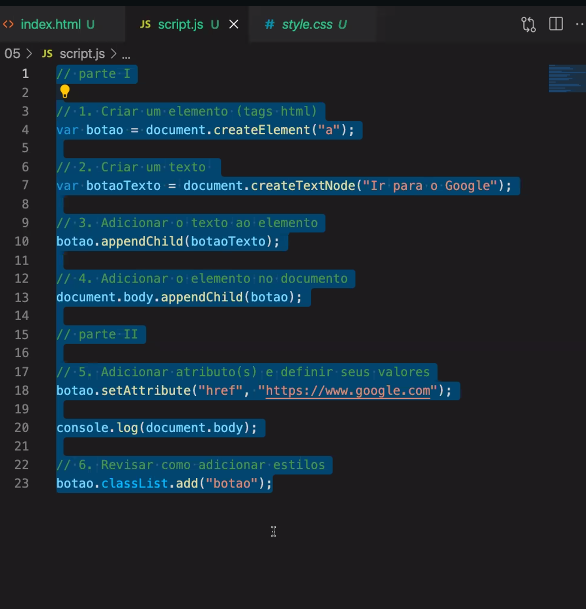 index.html U JS script.js U # style.css U
05 > JS script.js > ...
1 // parte I
2
3 // 1. Criar um elemento (tags html)
4 var botao = document.createElement("a");
5
6 // 2. Criar um texto
7 var botaoTexto = document.createTextNode("Ir para o Google");
8
9 // 3. Adicionar o texto ao elemento
10 botao.appendChild(botaoTexto);
11
12 // 4. Adicionar o elemento no documento
13 document.body.appendChild(botao);
14
15 // parte II
16
17 // 5. Adicionar atributo(s) e definir seus valores
18 botao.setAttribute("href", "https://www.google.com");
19
20 console.log(document.body);
21
22 // 6. Revisar como adicionar estilos
23 botao.classList.add("botao");